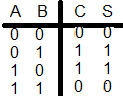 A B C S
0 0 0 0
0 1 1 1
1 0 1 1
1 1 0 0